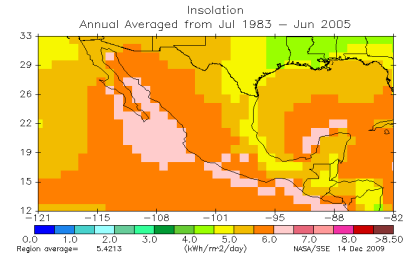 Insolation
Annual Averaged from Jul 1983 – Jun 2005
33
29
26
22
19
15
12
-121 -115 -108 -101 -95 -88 -82
0.0 1.0 2.0 3.0 4.0 5.0 6.0 7.0 8.0 >8.50
Region average= 5.4213 (kWh/m^2/day) NASA/SSE 14 Dec 2009